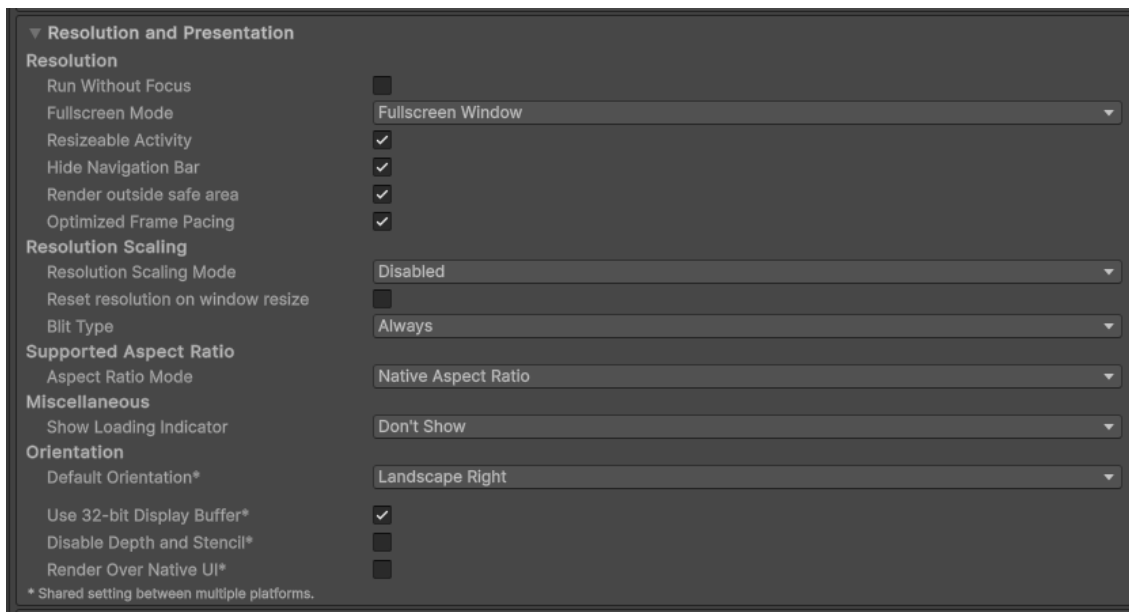 Resolution and Presentation
Resolution
Run Without Focus
Fullscreen Mode Fullscreen Window
Resizeable Activity
Hide Navigation Bar
Render outside safe area
Optimized Frame Pacing
Resolution Scaling
Resolution Scaling Mode Disabled
Reset resolution on window resize
Blit Type Always
Supported Aspect Ratio
Aspect Ratio Mode Native Aspect Ratio
Miscellaneous
Show Loading Indicator Don't Show
Orientation
Default Orientation* Landscape Right
Use 32-bit Display Buffer*
Disable Depth and Stencil*
Render Over Native UI*
* Shared setting between multiple platforms.